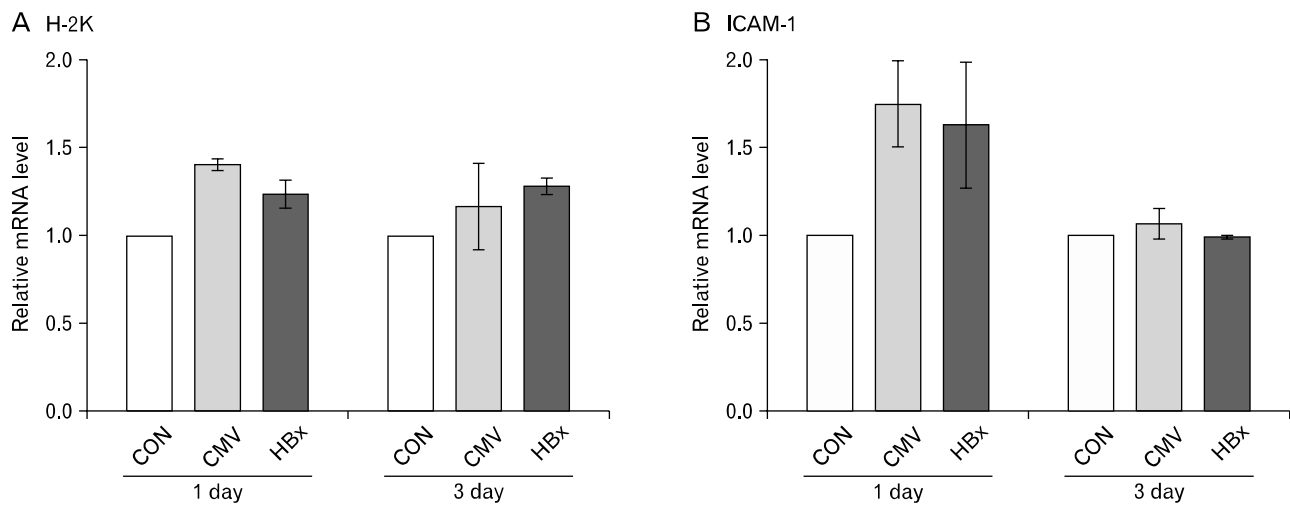 A H-2K
Relative mRNA level
2.0
1.5
1.0
0.5
0.0
CON CMV HBx CON CMV HBx
1 day 3 day
B ICAM-1
Relative mRNA level
2.0
1.5
1.0
0.5
0.0
CON CMV HBx CON CMV HBx
1 day 3 day